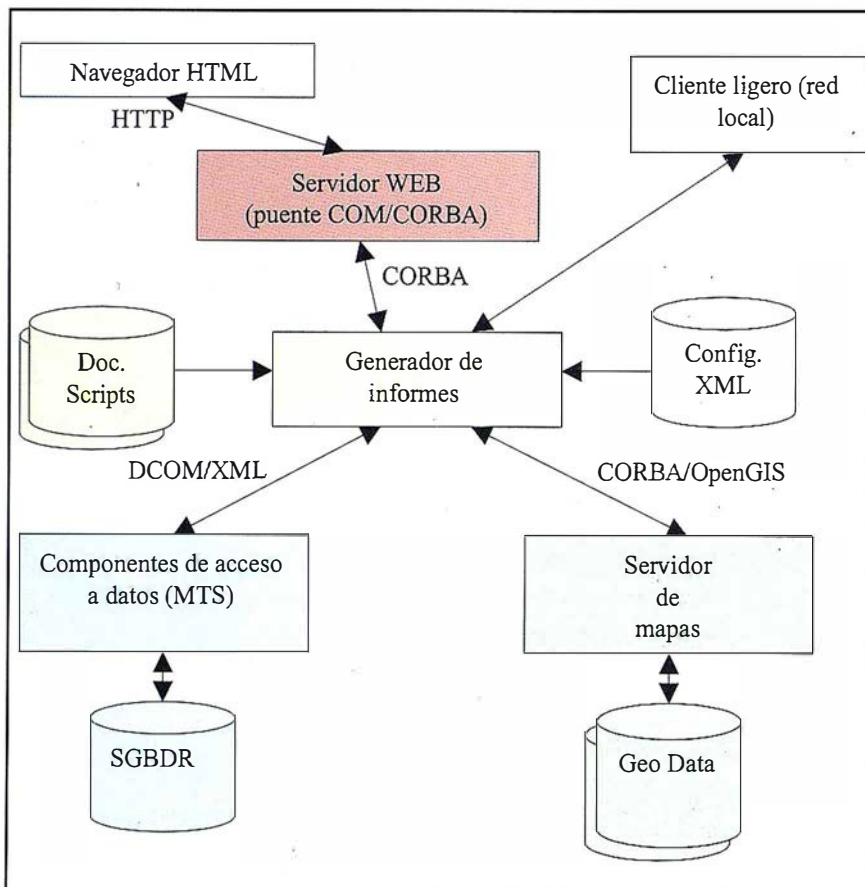 Navegador HTML
Cliente ligero (red
local)
HTTP
Servidor WEB
(puente COM/CORBA)
CORBA
Doc.
Scripts
Generador de
informes
Config.
XML
DCOM/XML
CORBA/OpenGIS
Componentes de acceso
a datos (MTS)
Servidor
de
mapas
SGBDR
Geo Data